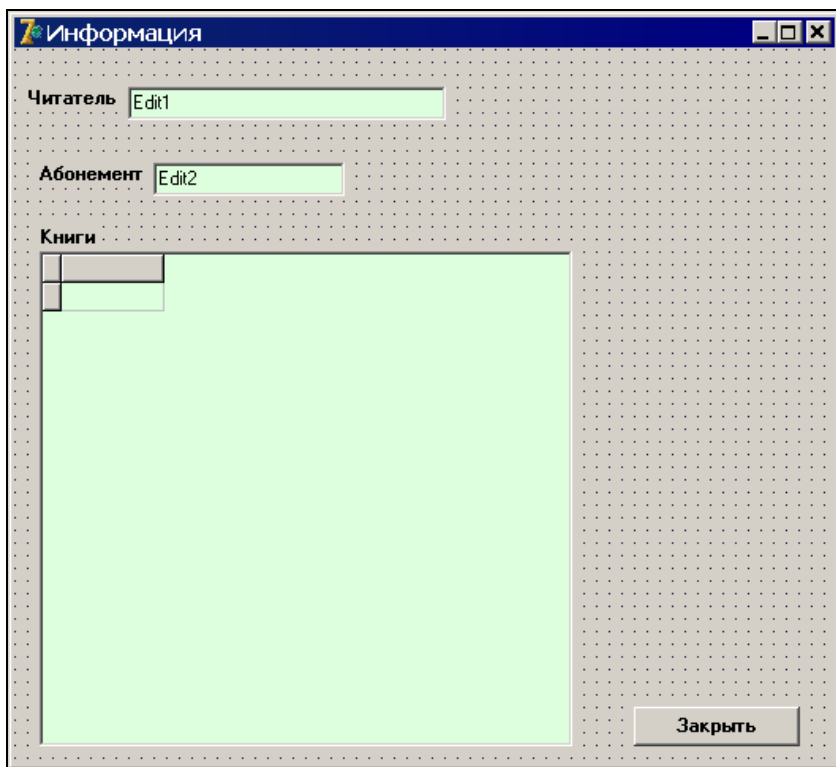 Информация
Читатель Edit1
Абонемент Edit2
Книги
Закрыть